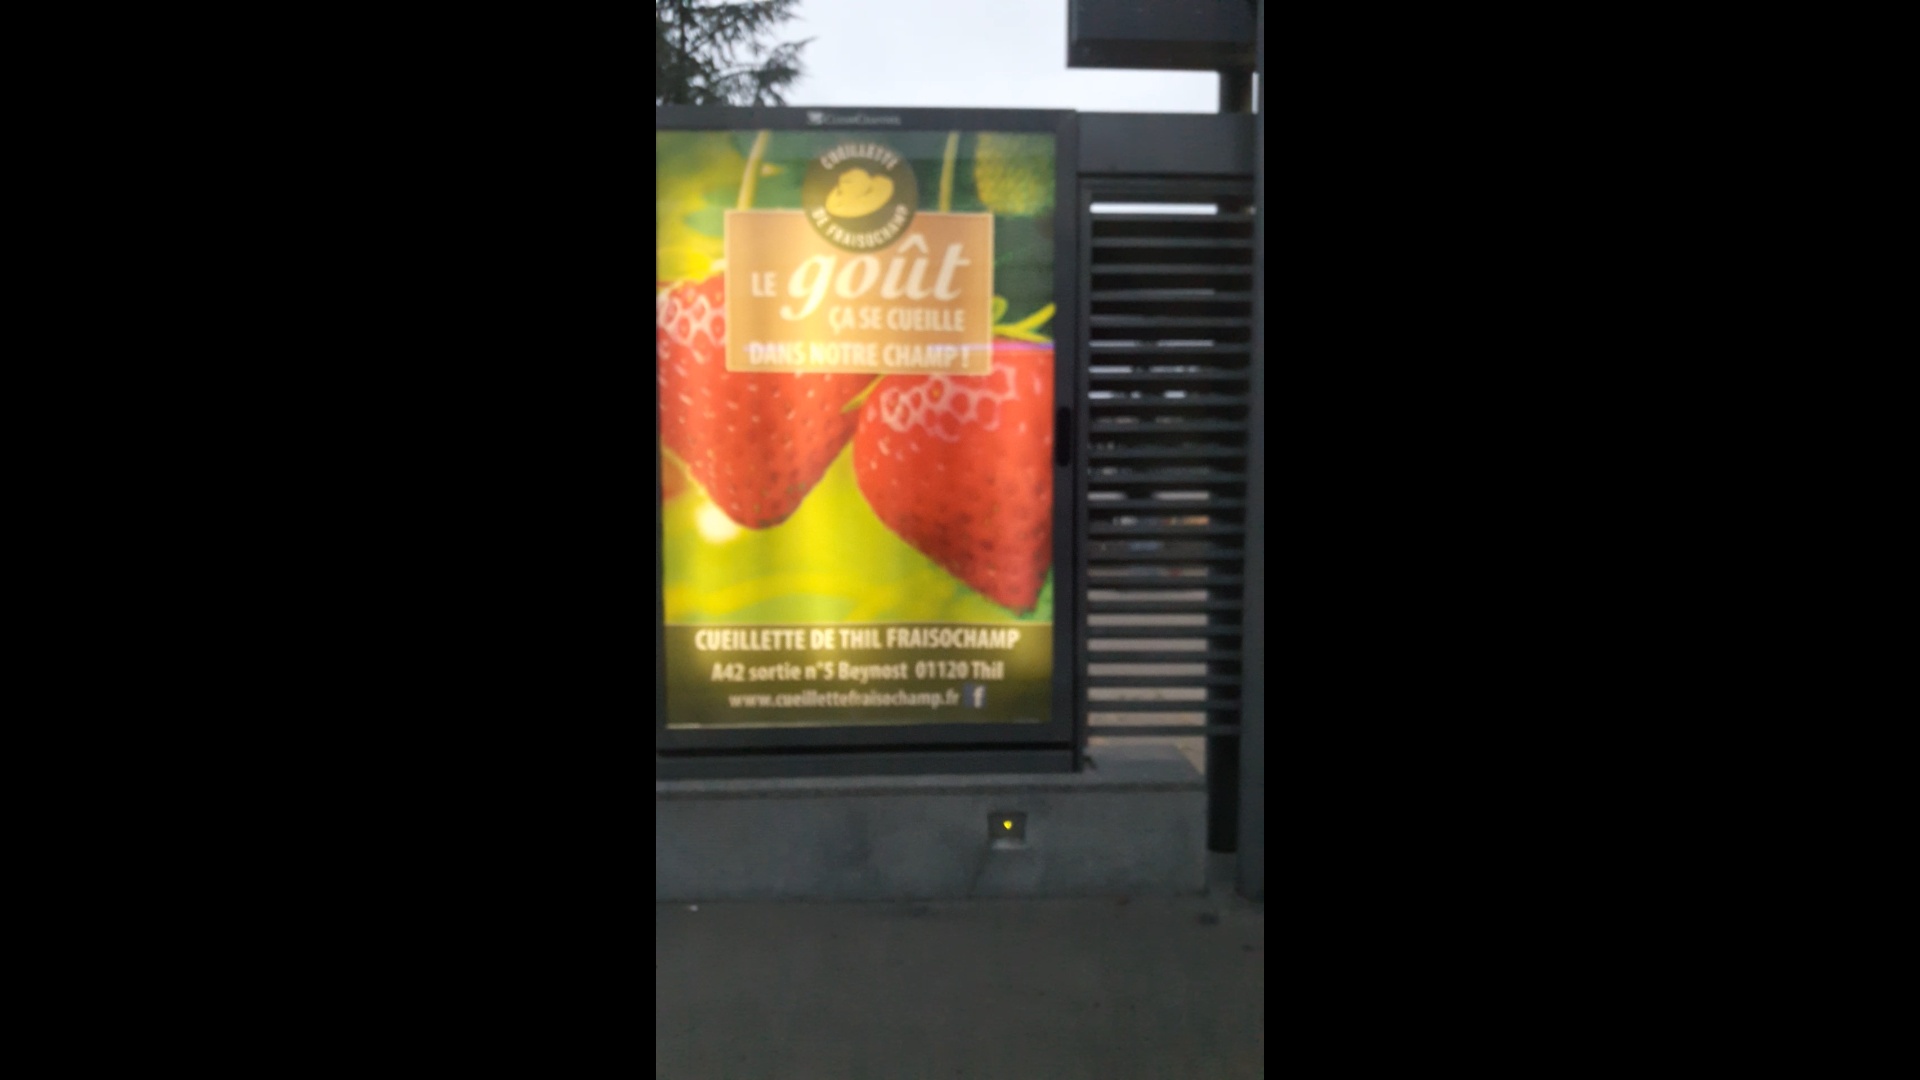 ClearChannel
CUEILLETTE
DE FRAISOCHAMP
LE goût
ÇA SE CUEILLE
DANS NOTRE CHAMP !
CUEILLETTE DE THIL FRAISOCHAMP
A42 sortie n°5 Beynost 01120 Thil
www.cueillettefraisochamp.fr f